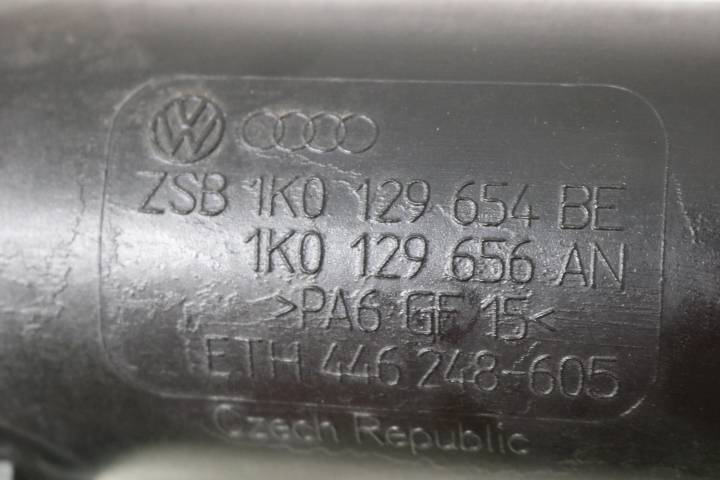 ZSB 1K0 129 654 BE
1K0 129 656 AN
>PA6 GF 15<
ETH 446 248-605
Czech Republic